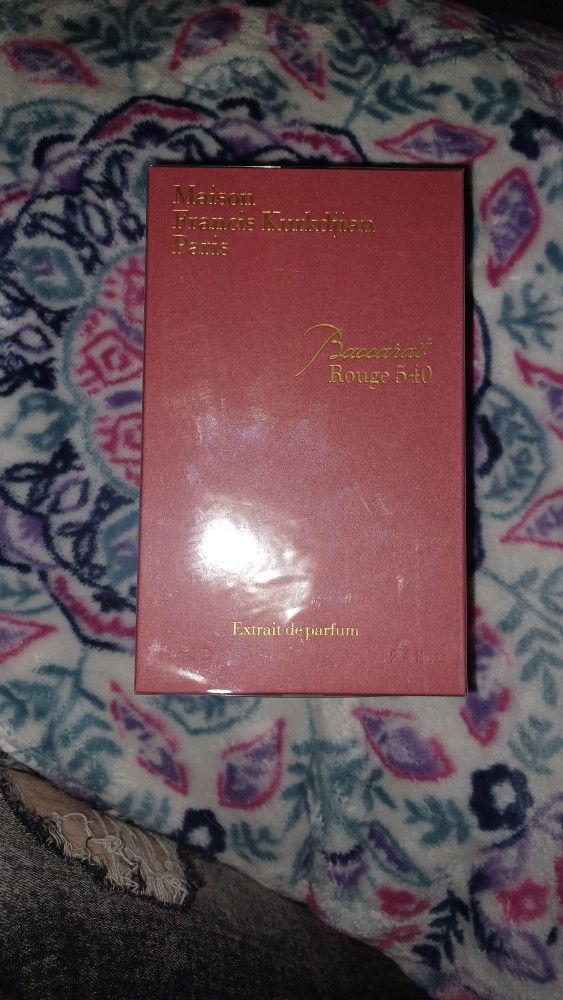 Maison
Francis Kurkdjian
Paris
Baccarat
Rouge 540
Extrait de parfum